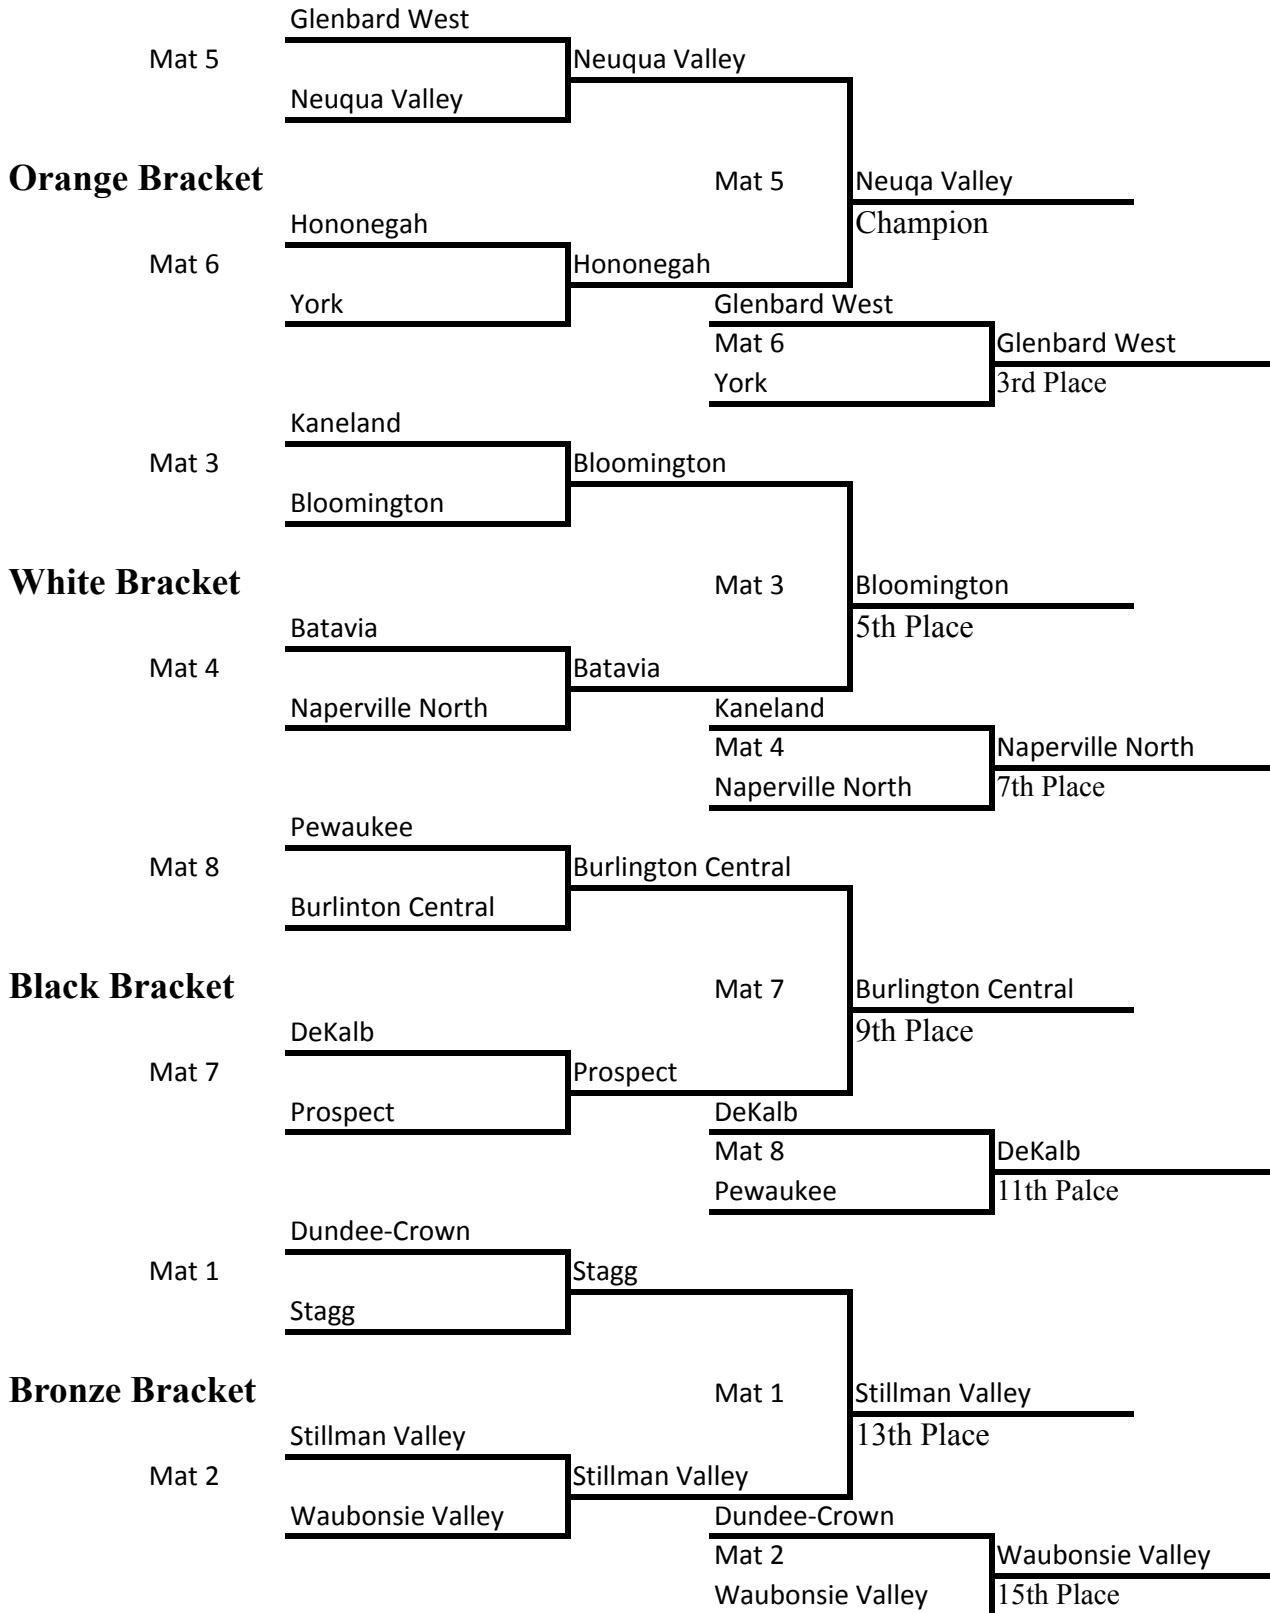 Glenbard West
Mat 5
Neuqua Valley
Neuqua Valley
Orange Bracket
Mat 5
Neuqa Valley
Hononegah
Champion
Mat 6
Hononegah
York
Glenbard West
Mat 6
Glenbard West
York
3rd Place
Kaneland
Mat 3
Bloomington
Bloomington
White Bracket
Mat 3
Bloomington
Batavia
5th Place
Mat 4
Batavia
Naperville North
Kaneland
Mat 4
Naperville North
Naperville North
7th Place
Pewaukee
Mat 8
Burlington Central
Burlinton Central
Black Bracket
Mat 7
Burlington Central
DeKalb
9th Place
Mat 7
Prospect
Prospect
DeKalb
Mat 8
DeKalb
Pewaukee
11th Palce
Dundee-Crown
Mat 1
Stagg
Stagg
Bronze Bracket
Mat 1
Stillman Valley
Stillman Valley
13th Place
Mat 2
Stillman Valley
Waubonsie Valley
Dundee-Crown
Mat 2
Waubonsie Valley
Waubonsie Valley
15th Place